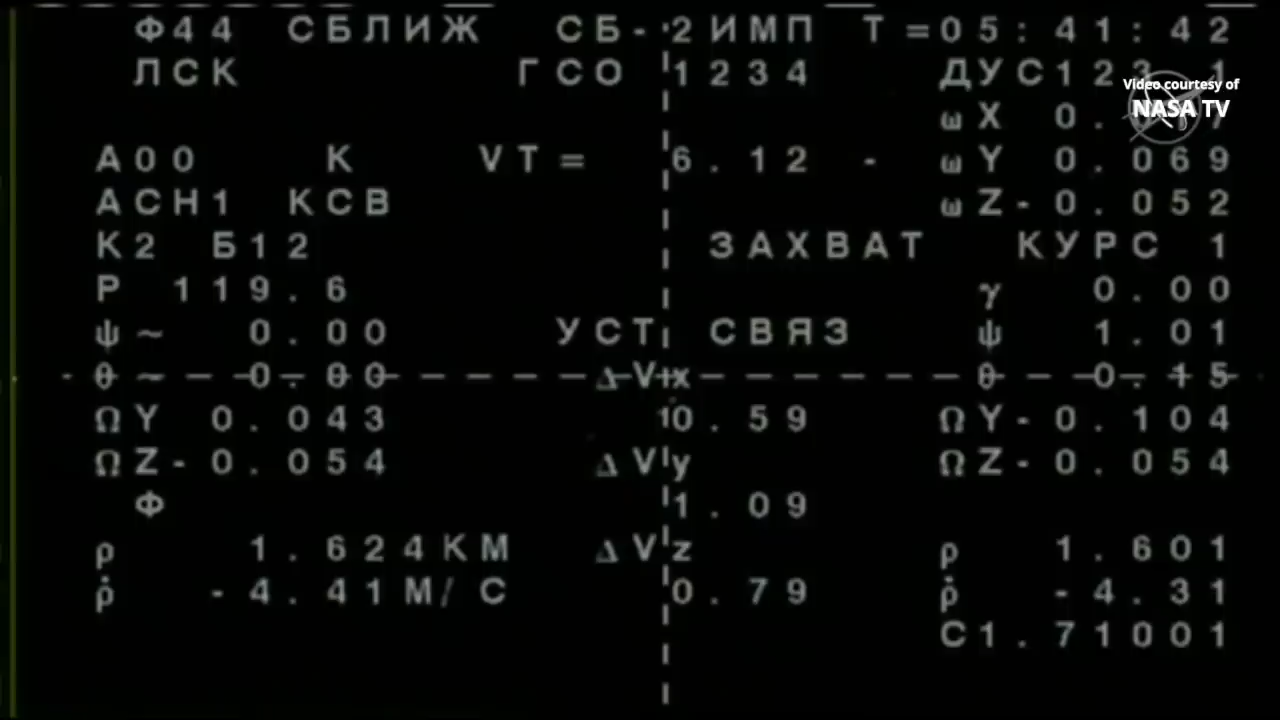 Ф44 СБЛИЖ СБ-2ИМП Т=05:41:42
ЛСК ГСО 1234 ДУС123 1
Video courtesy of
NASA TV
ωX
A00 К VT= 6.12 - ωY 0.069
АСН1 КСВ ωZ-0.052
К2 Б12 ЗАХВАТ КУРС 1
Р 119.6 γ 0.00
ψ~ 0.00 УСТ СВЯЗ ψ 1.01
θ~ 0.00 ΔVx θ 0.15
ΩY 0.043 0.59 ΩY-0.104
ΩZ-0.054 ΔVy ΩZ-0.054
Ф 1.09
ρ 1.624КМ ΔVz ρ 1.601
ρ̇ -4.41М/С 0.79 ρ̇ -4.31
С1.71001